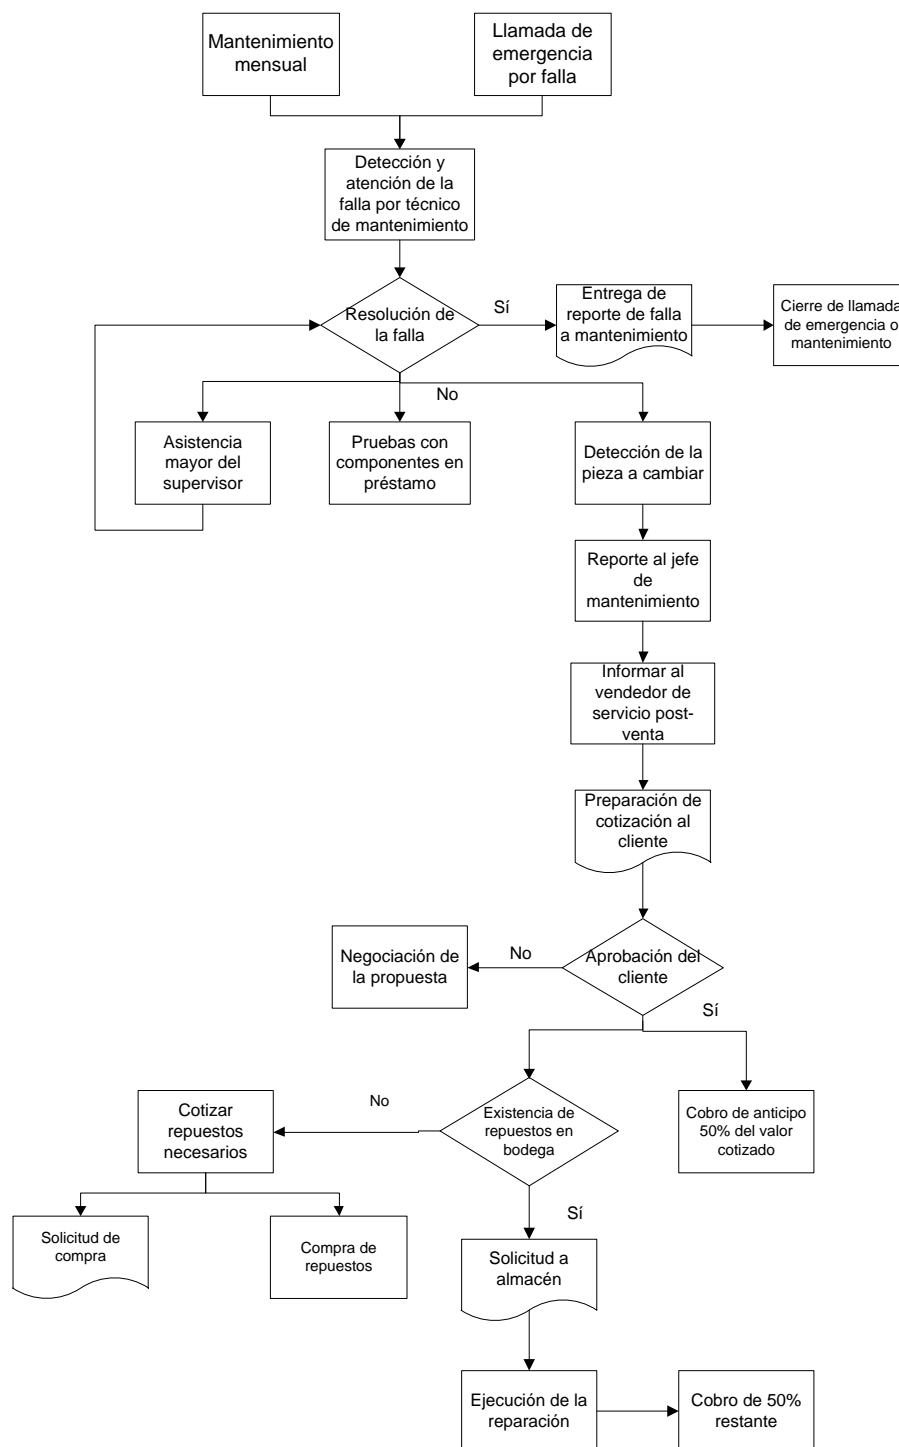 Mantenimiento
mensual
Llamada de
emergencia
por falla
Detección y
atención de la
falla por técnico
de mantenimiento
Resolución de
la falla
Sí
Entrega de
reporte de falla
a mantenimiento
Cierre de llamada
de emergencia o
mantenimiento
No
Asistencia
mayor del
supervisor
Pruebas con
componentes en
préstamo
Detección de la
pieza a cambiar
Reporte al jefe
de
mantenimiento
Informar al
vendedor de
servicio post-
venta
Preparación de
cotización al
cliente
Negociación de
la propuesta
No
Aprobación del
cliente
Sí
Cotizar
repuestos
necesarios
No
Existencia de
repuestos en
bodega
Cobro de anticipo
50% del valor
cotizado
Sí
Solicitud de
compra
Compra de
repuestos
Solicitud a
almacén
Ejecución de la
reparación
Cobro de 50%
restante